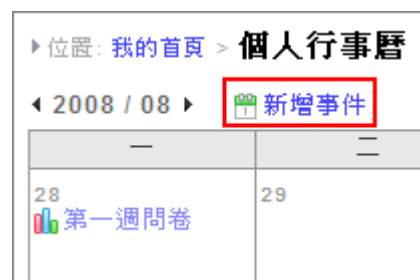 位置: 我的首頁 > 個人行事曆
2008 / 08 新增事件
一 二
28 29
第一週問卷